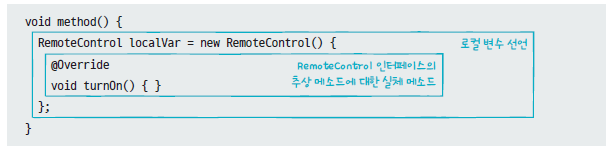 void method() {
RemoteControl localVar = new RemoteControl() {
로컬 변수 선언
@Override
RemoteControl 인터페이스의
void turnOn() { }
추상 메소드에 대한 실체 메소드
};
}